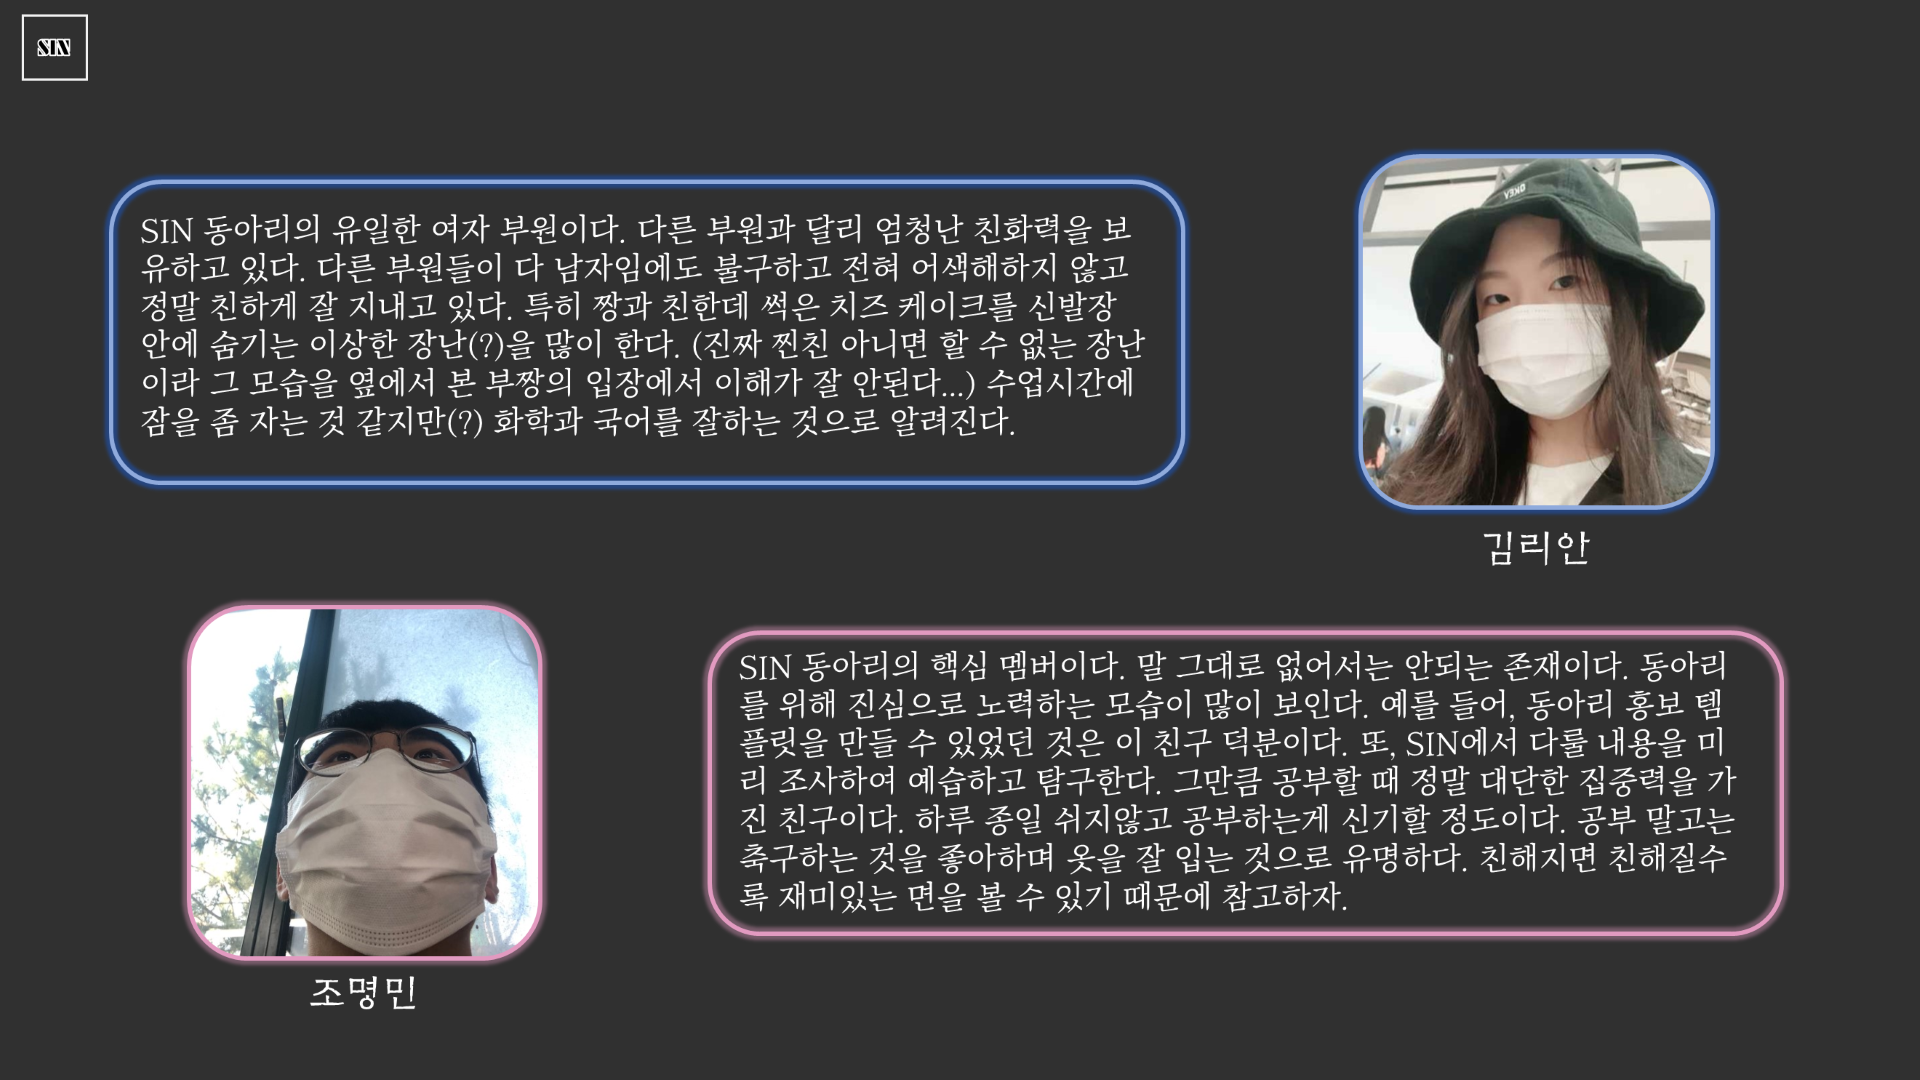 SIN
SIN 동아리의 유일한 여자 부원이다. 다른 부원과 달리 엄청난 친화력을 보
유하고 있다. 다른 부원들이 다 남자임에도 불구하고 전혀 어색해하지 않고
정말 친하게 잘 지내고 있다. 특히 짱과 친한데 썩은 치즈 케이크를 신발장
안에 숨기는 이상한 장난(?)을 많이 한다. (진짜 찐친 아니면 할 수 없는 장난
이라 그 모습을 옆에서 본 부짱의 입장에서 이해가 잘 안된다...) 수업시간에
잠을 좀 자는 것 같지만(?) 화학과 국어를 잘하는 것으로 알려진다.
김리안
SIN 동아리의 핵심 멤버이다. 말 그대로 없어서는 안되는 존재이다. 동아리
를 위해 진심으로 노력하는 모습이 많이 보인다. 예를 들어, 동아리 홍보 템
플릿을 만들 수 있었던 것은 이 친구 덕분이다. 또, SIN에서 다룰 내용을 미
리 조사하여 예습하고 탐구한다. 그만큼 공부할 때 정말 대단한 집중력을 가
진 친구이다. 하루 종일 쉬지않고 공부하는게 신기할 정도이다. 공부 말고는
축구하는 것을 좋아하며 옷을 잘 입는 것으로 유명하다. 친해지면 친해질수
록 재미있는 면을 볼 수 있기 때문에 참고하자.
조명민